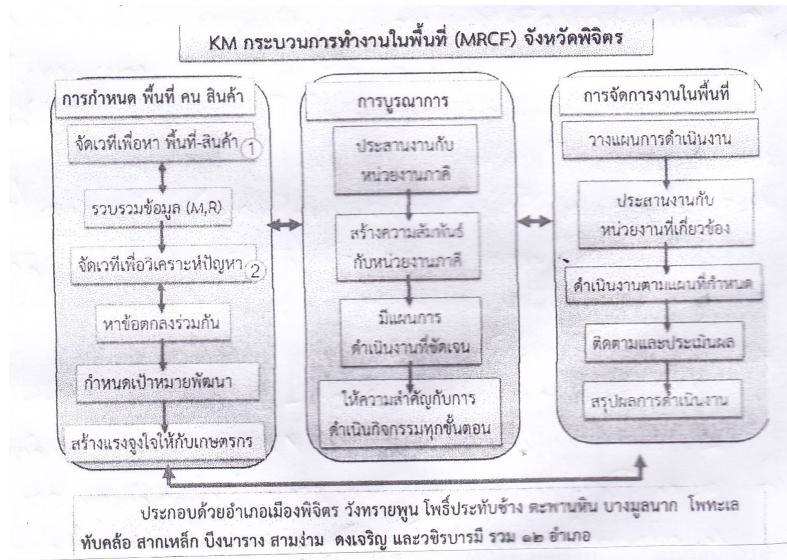 KM กระบวนการทำงานในพื้นที่ (MRCF) จังหวัดพิจิตร
การกำหนด พื้นที่ คน สินค้า
จัดเวทีเพื่อหา พื้นที่-สินค้า 1
รวบรวมข้อมูล (M,R)
จัดเวทีเพื่อวิเคราะห์ปัญหา 2
หาข้อตกลงร่วมกัน
กำหนดเป้าหมายพัฒนา
สร้างแรงจูงใจให้กับเกษตรกร
การบูรณาการ
ประสานงานกับ
หน่วยงานภาคี
สร้างความสัมพันธ์
กับหน่วยงานภาคี
มีแผนการ
ดำเนินงานที่ชัดเจน
ให้ความสำคัญกับการ
ดำเนินกิจกรรมทุกขั้นตอน
การจัดการงานในพื้นที่
วางแผนการดำเนินงาน
ประสานงานกับ
หน่วยงานที่เกี่ยวข้อง
ดำเนินงานตามแผนที่กำหนด
ติดตามและประเมินผล
สรุปผลการดำเนินงาน
ประกอบด้วยอำเภอเมืองพิจิตร วังทรายพูน โพธิ์ประทับช้าง ตะพานหิน บางมูลนาก โพทะเล
ทับคล้อ สากเหล็ก บึงนาราง สามง่าม ดงเจริญ และวชิรบารมี รวม ๑๒ อำเภอ